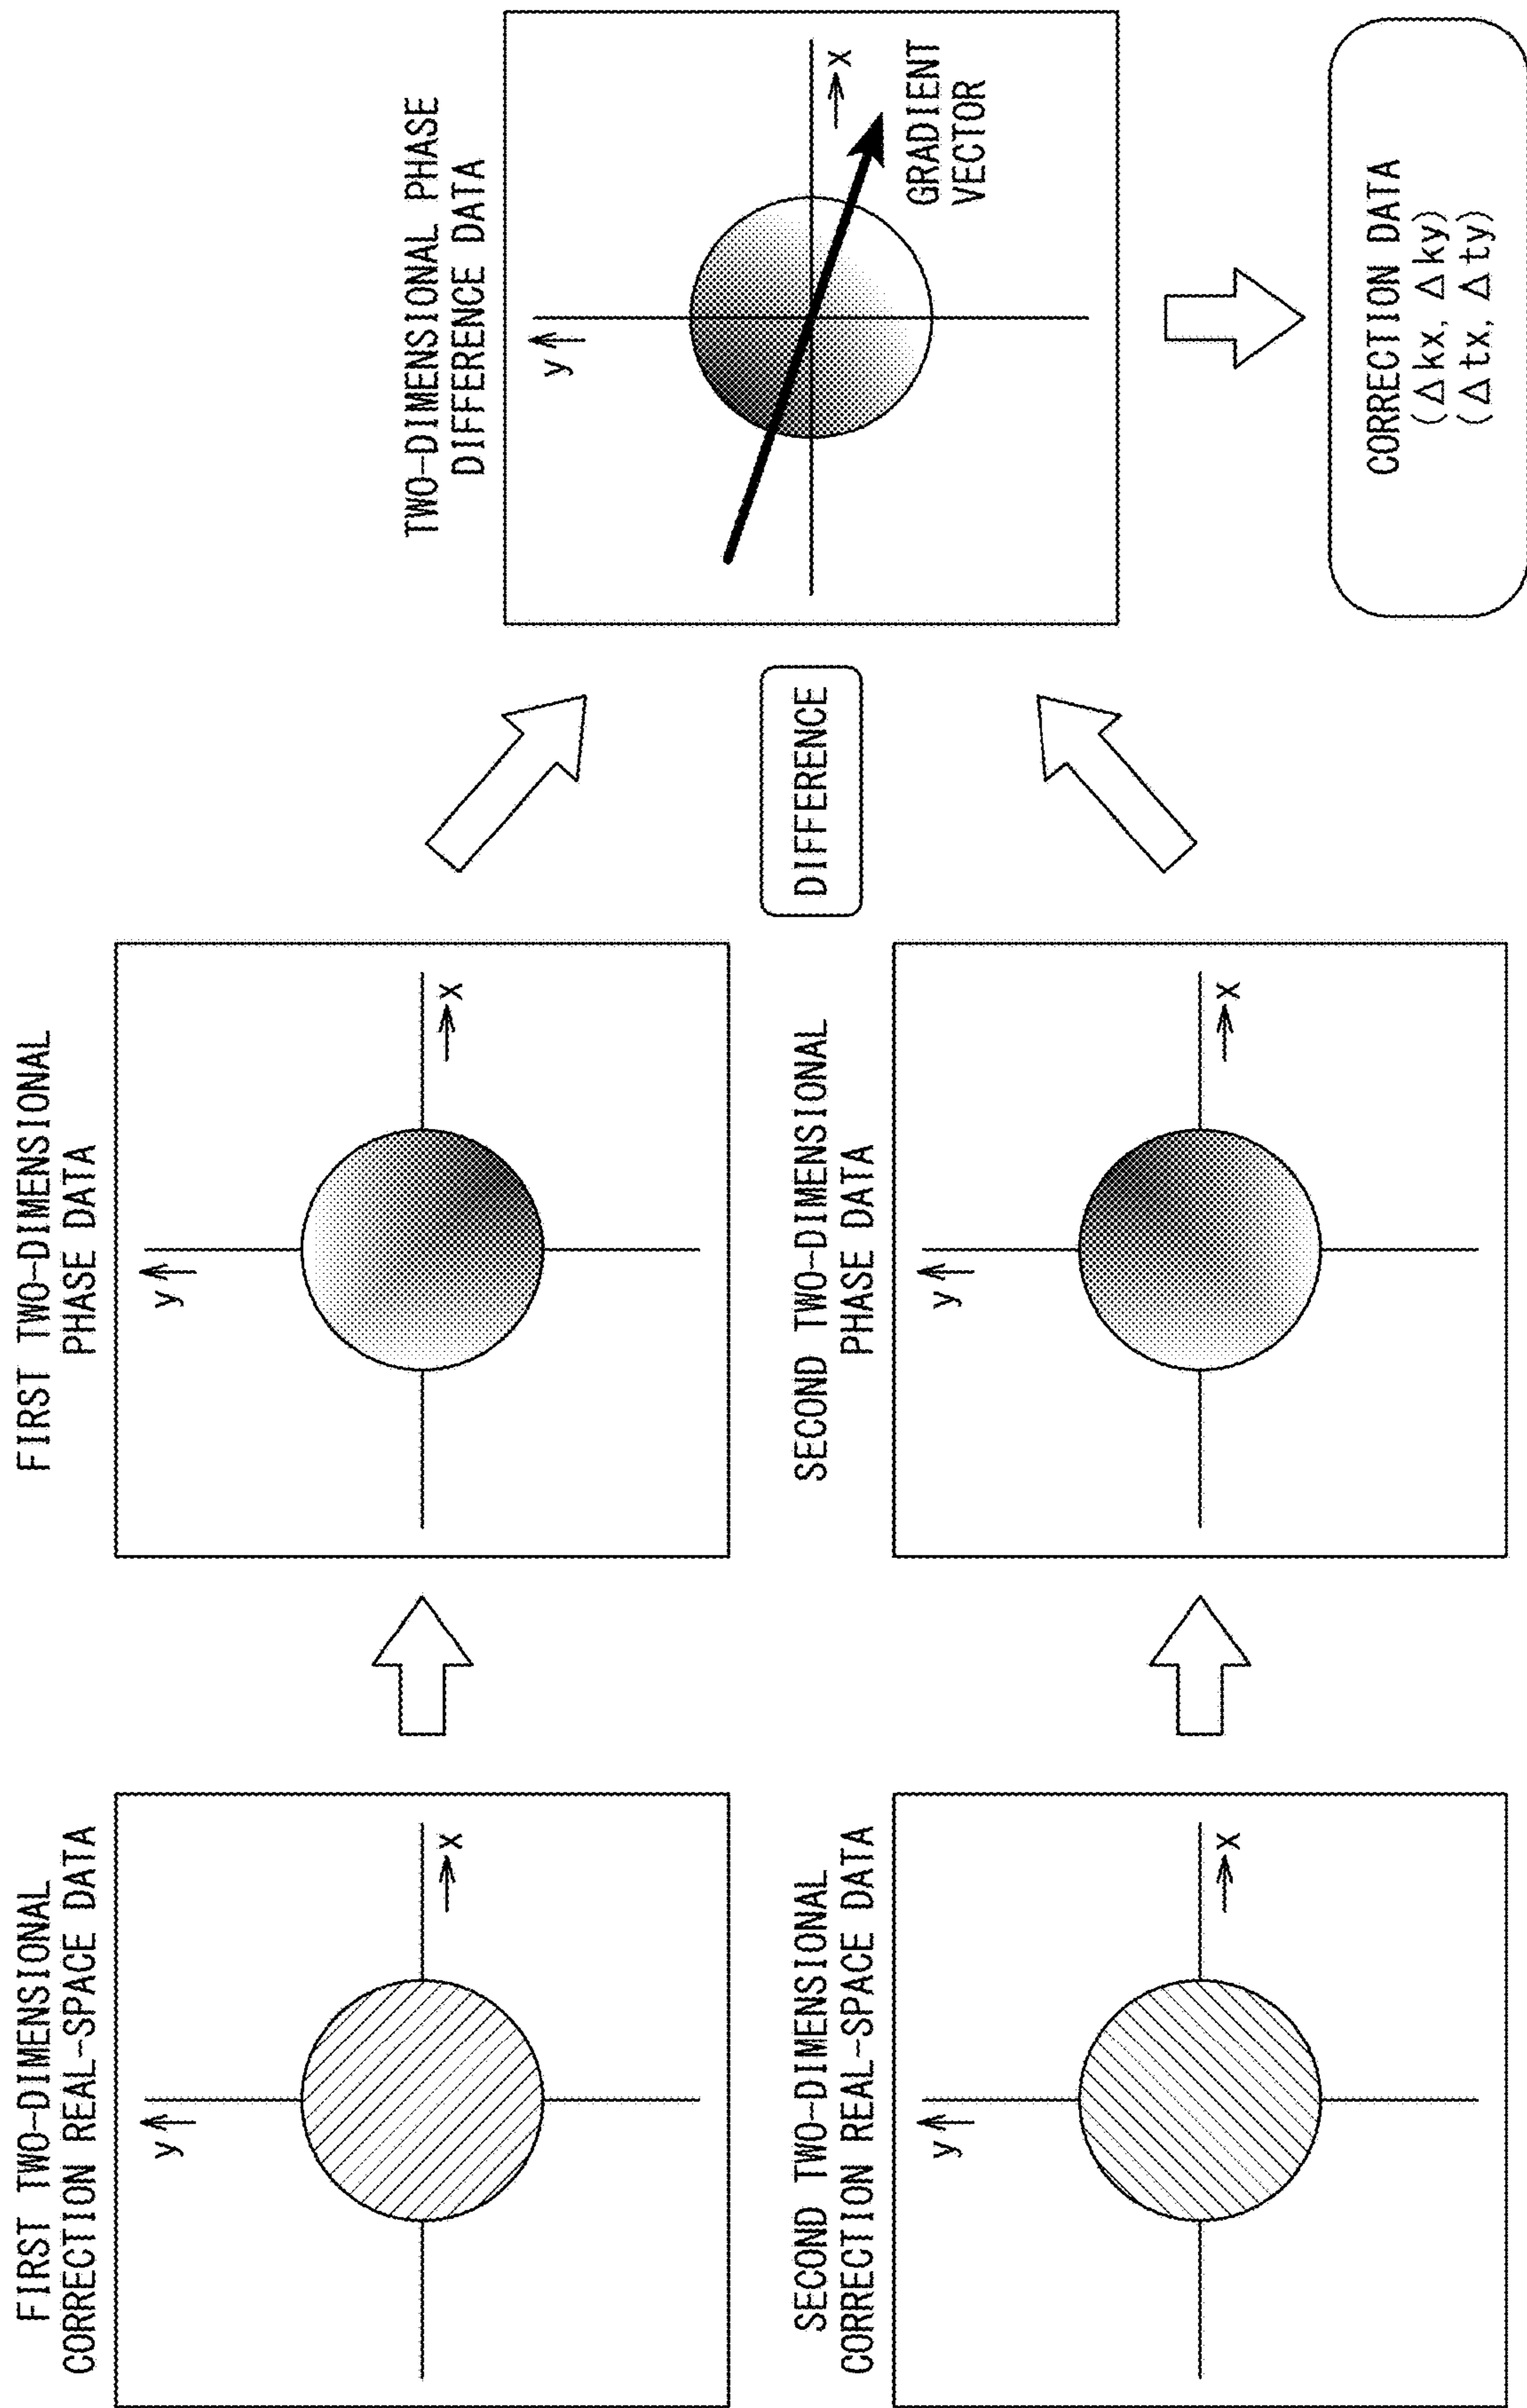 FIRST TWO-DIMENSIONAL
CORRECTION REAL-SPACE DATA
y
x
FIRST TWO-DIMENSIONAL
PHASE DATA
y
x
TWO-DIMENSIONAL PHASE
DIFFERENCE DATA
y
x
GRADIENT
VECTOR
DIFFERENCE
SECOND TWO-DIMENSIONAL
CORRECTION REAL-SPACE DATA
y
x
SECOND TWO-DIMENSIONAL
PHASE DATA
y
x
CORRECTION DATA
(Δkx, Δky)
(Δtx, Δty)